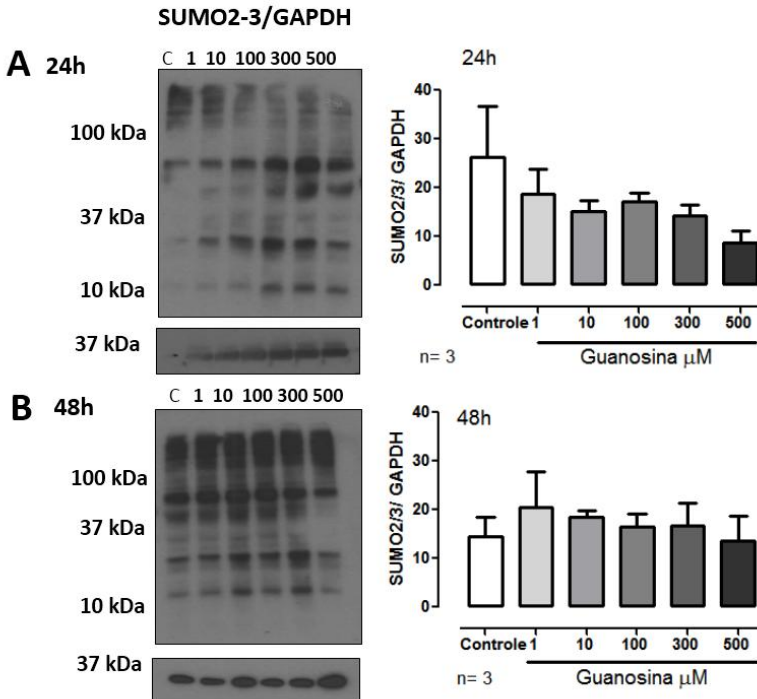 SUMO2-3/GAPDH
A 24h
C 1 10 100 300 500
100 kDa
37 kDa
10 kDa
37 kDa
24h
SUMO2/3/ GAPDH
40
30
20
10
0
Controle 1 10 100 300 500
n= 3
Guanosina μM
B 48h
C 1 10 100 300 500
100 kDa
37 kDa
10 kDa
37 kDa
48h
SUMO2/3/ GAPDH
40
30
20
10
0
Controle 1 10 100 300 500
n= 3
Guanosina μM